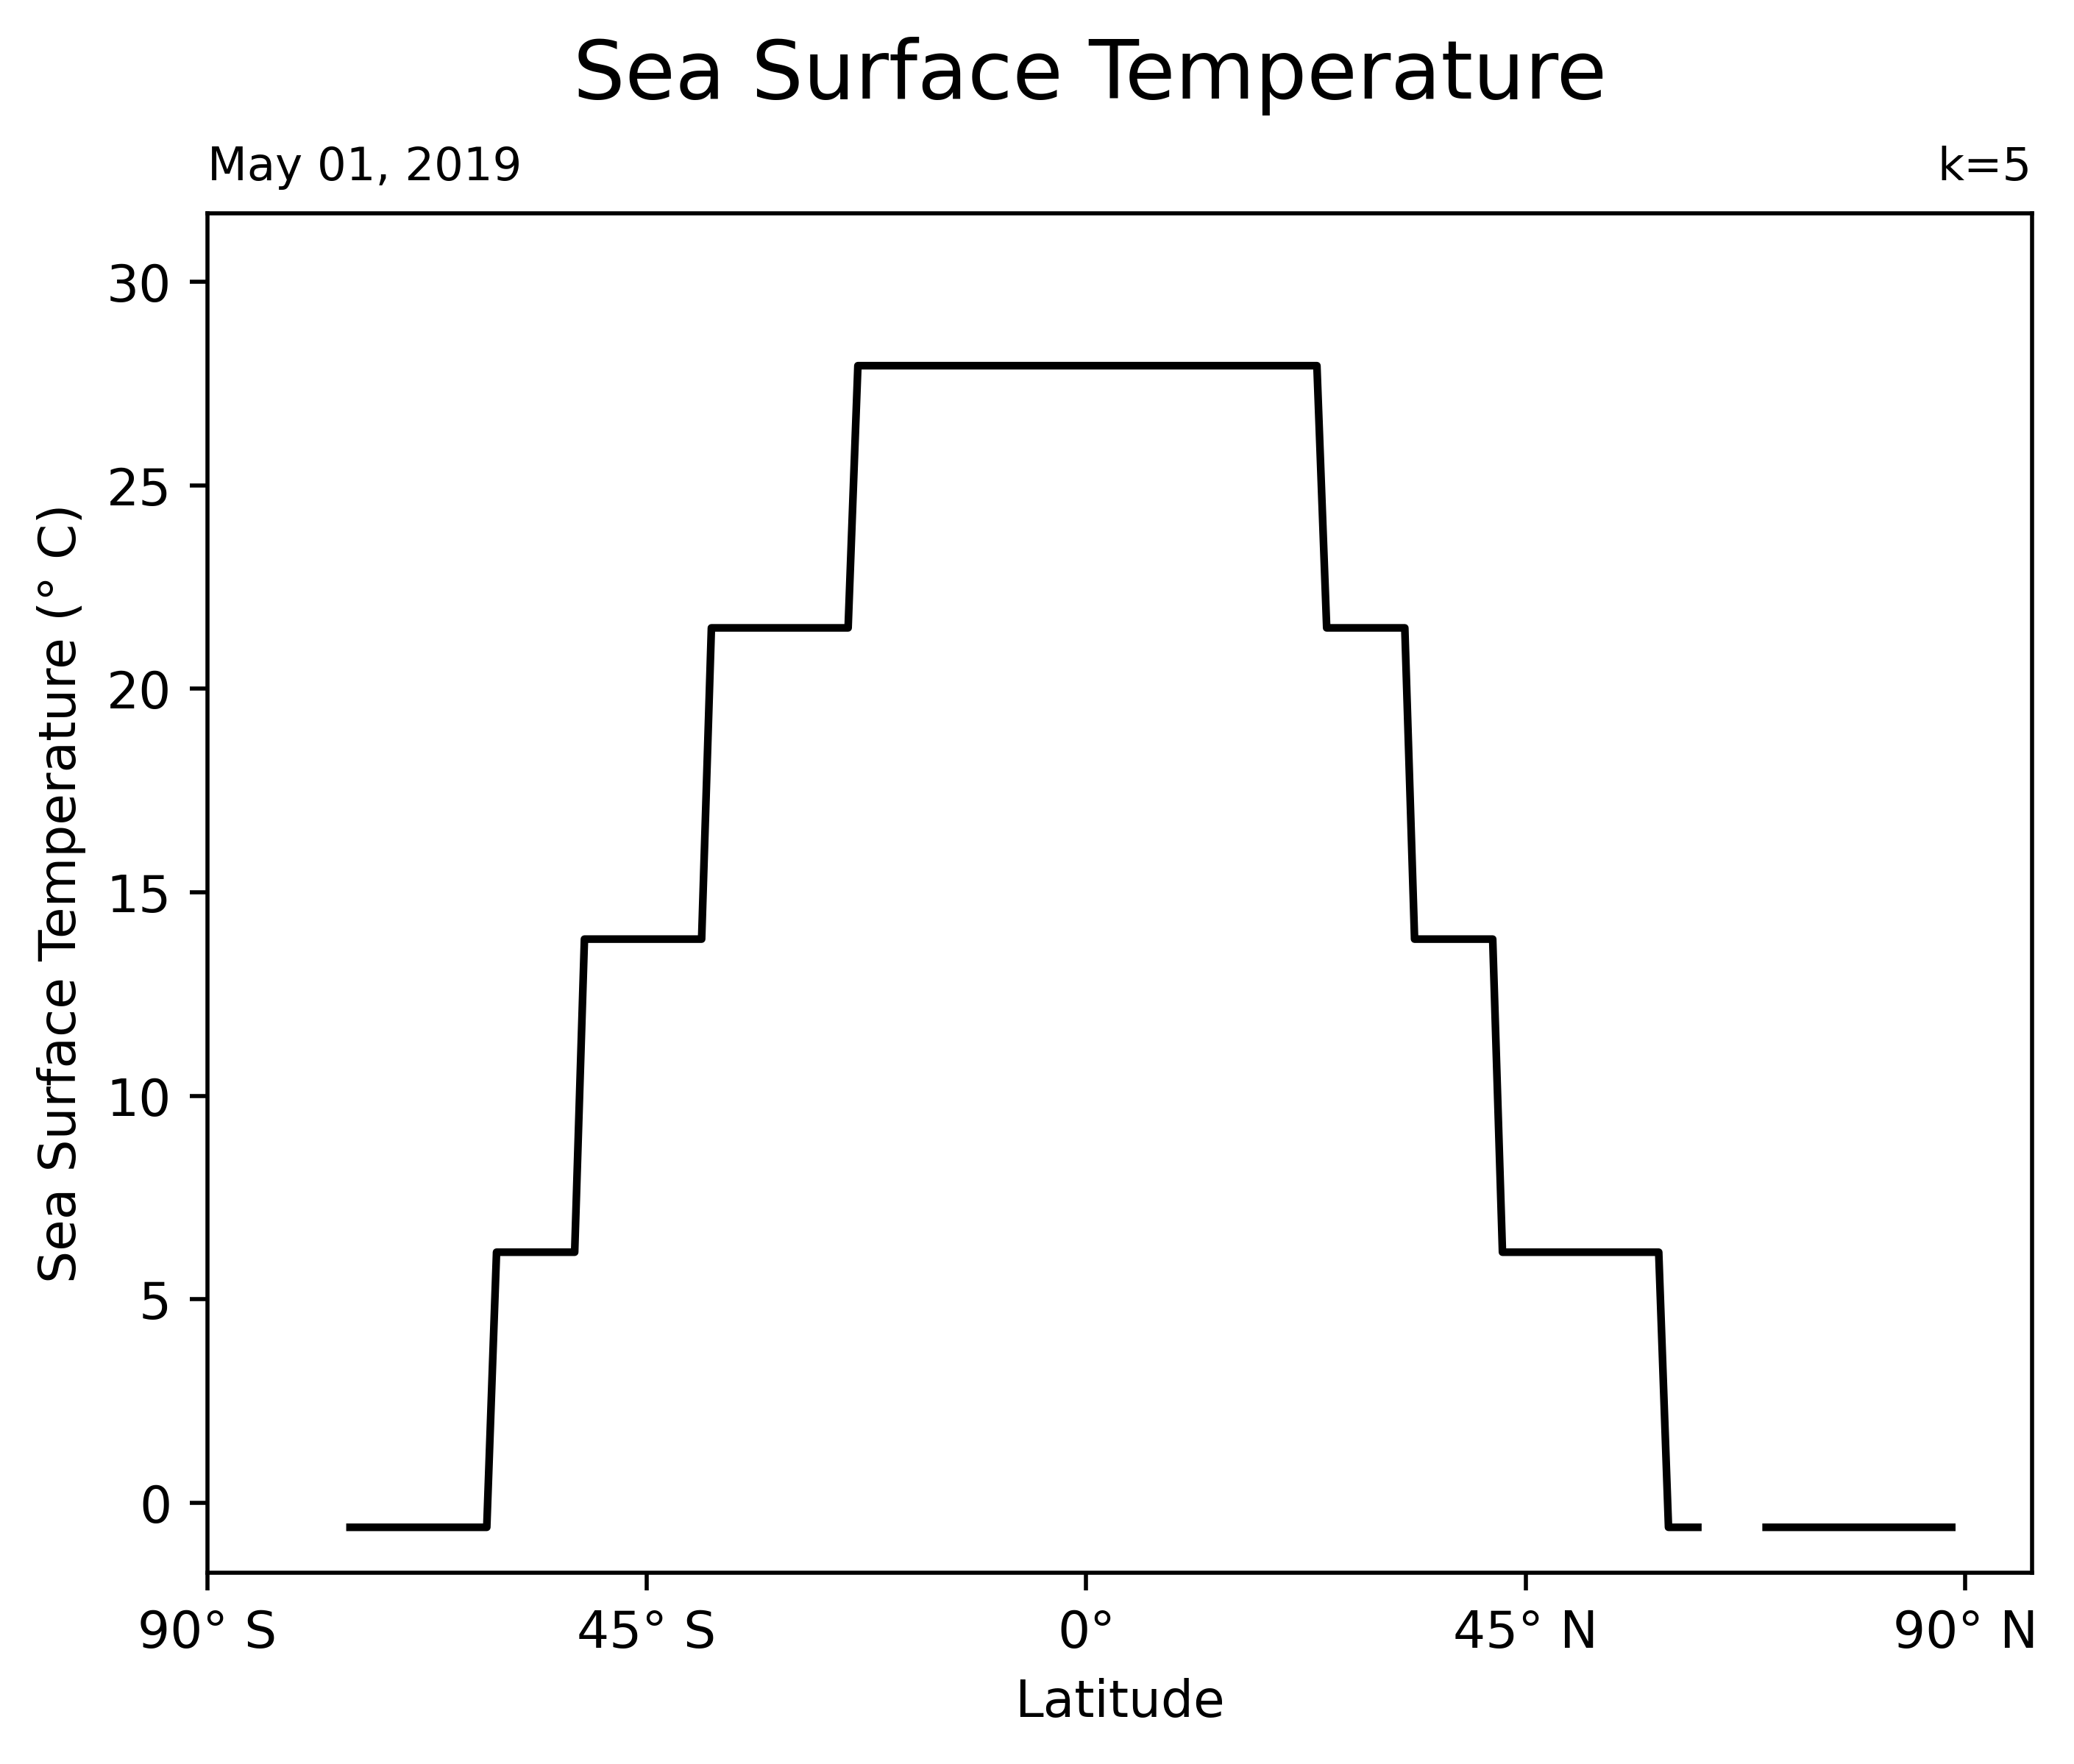 Sea Surface Temperature
May 01, 2019
k=5
30
25
20
15
10
5
0
Sea Surface Temperature (° C)
90° S
45° S
0°
45° N
90° N
Latitude